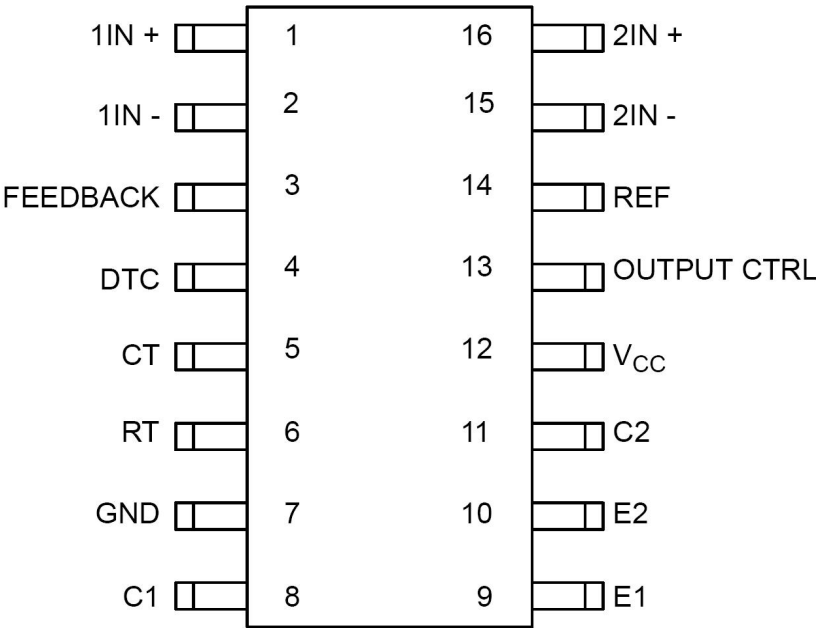 1IN + 1 16 2IN +
1IN - 2 15 2IN -
FEEDBACK 3 14 REF
DTC 4 13 OUTPUT CTRL
CT 5 12 VCC
RT 6 11 C2
GND 7 10 E2
C1 8 9 E1